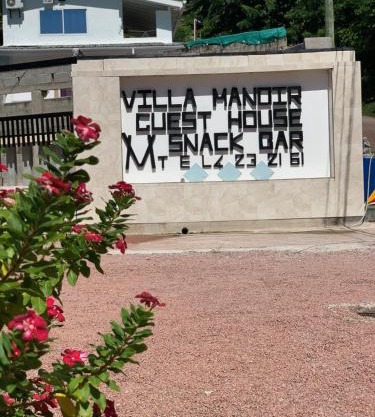 VILLA MANOIR
GUEST HOUSE
M SNACK BAR
TEL 4 23 21 61